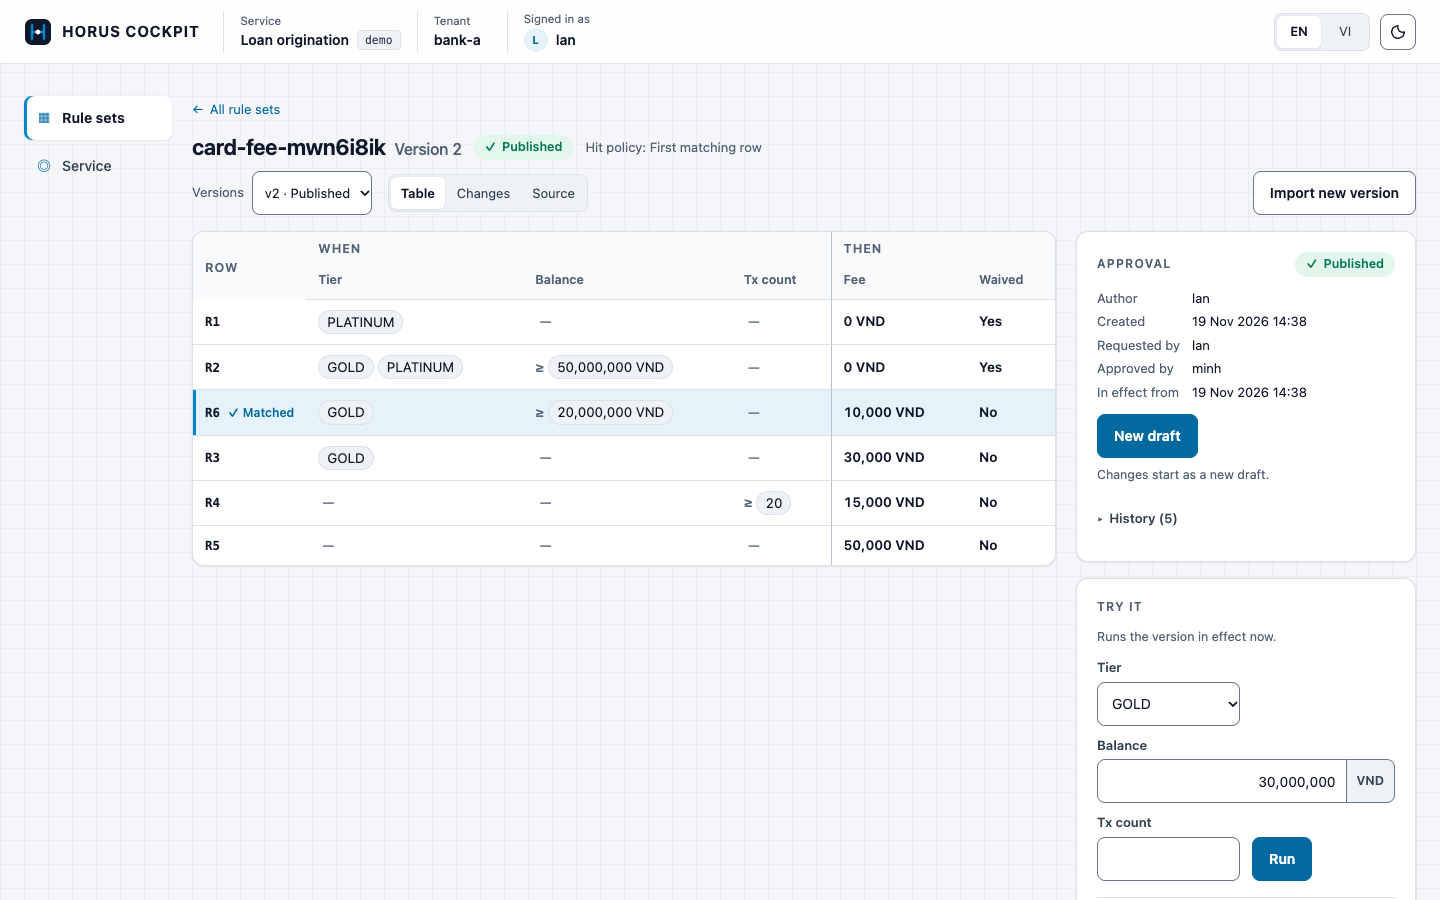 HORUS COCKPIT
Service
Loan origination demo
Tenant
bank-a
Signed in as
L lan
EN VI
Rule sets
Service
← All rule sets
card-fee-mwn6i8ik Version 2 ✓ Published Hit policy: First matching row
Versions v2 · Published Table Changes Source Import new version
ROW WHEN THEN
Tier Balance Tx count Fee Waived
R1 PLATINUM — — 0 VND Yes
R2 GOLD PLATINUM ≥ 50,000,000 VND — 0 VND Yes
R6 ✓ Matched GOLD ≥ 20,000,000 VND — 10,000 VND No
R3 GOLD — — 30,000 VND No
R4 — — ≥ 20 15,000 VND No
R5 — — — 50,000 VND No
APPROVAL ✓ Published
Author lan
Created 19 Nov 2026 14:38
Requested by lan
Approved by minh
In effect from 19 Nov 2026 14:38
New draft
Changes start as a new draft.
▸ History (5)
TRY IT
Runs the version in effect now.
Tier
GOLD
Balance
30,000,000 VND
Tx count
Run